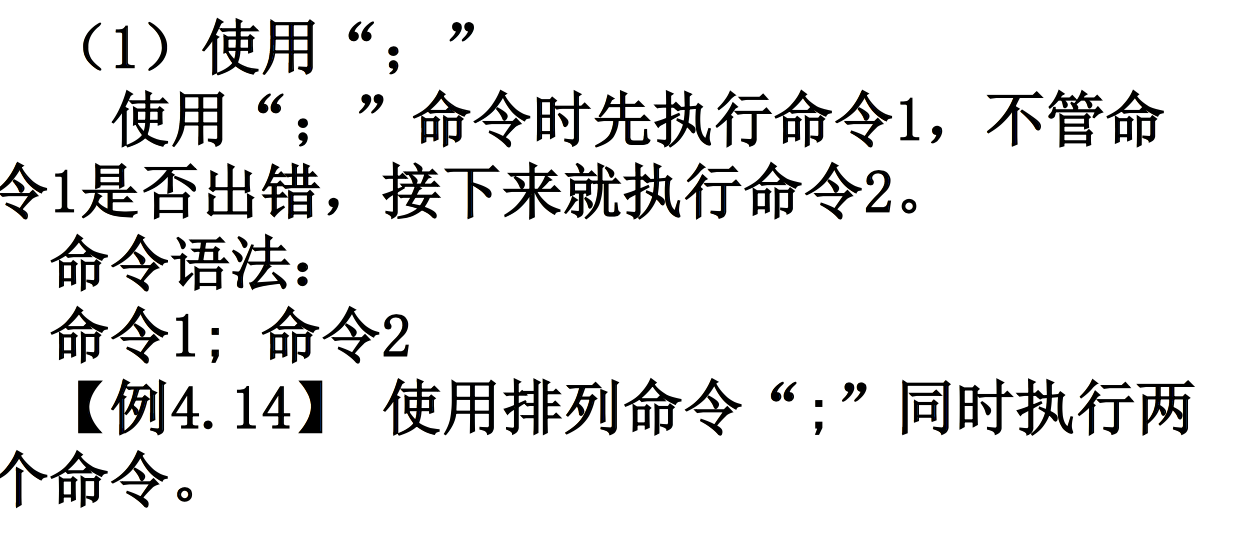 （1）使用“；”
使用“；”命令时先执行命令1，不管命
令1是否出错，接下来就执行命令2。
命令语法：
命令1; 命令2
【例4.14】 使用排列命令“;”同时执行两
个命令。